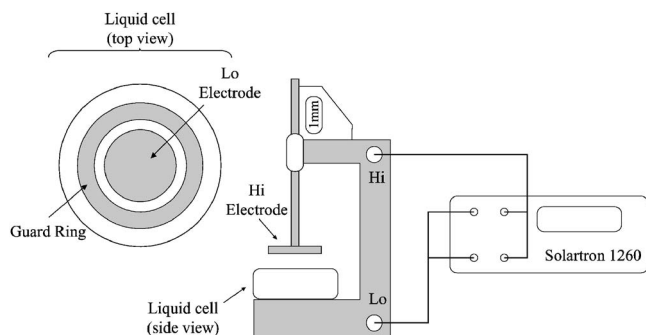 Liquid cell
(top view)
Lo
Electrode
Guard Ring
Hi
Electrode
1mm
Hi
Lo
Liquid cell
(side view)
Solartron 1260